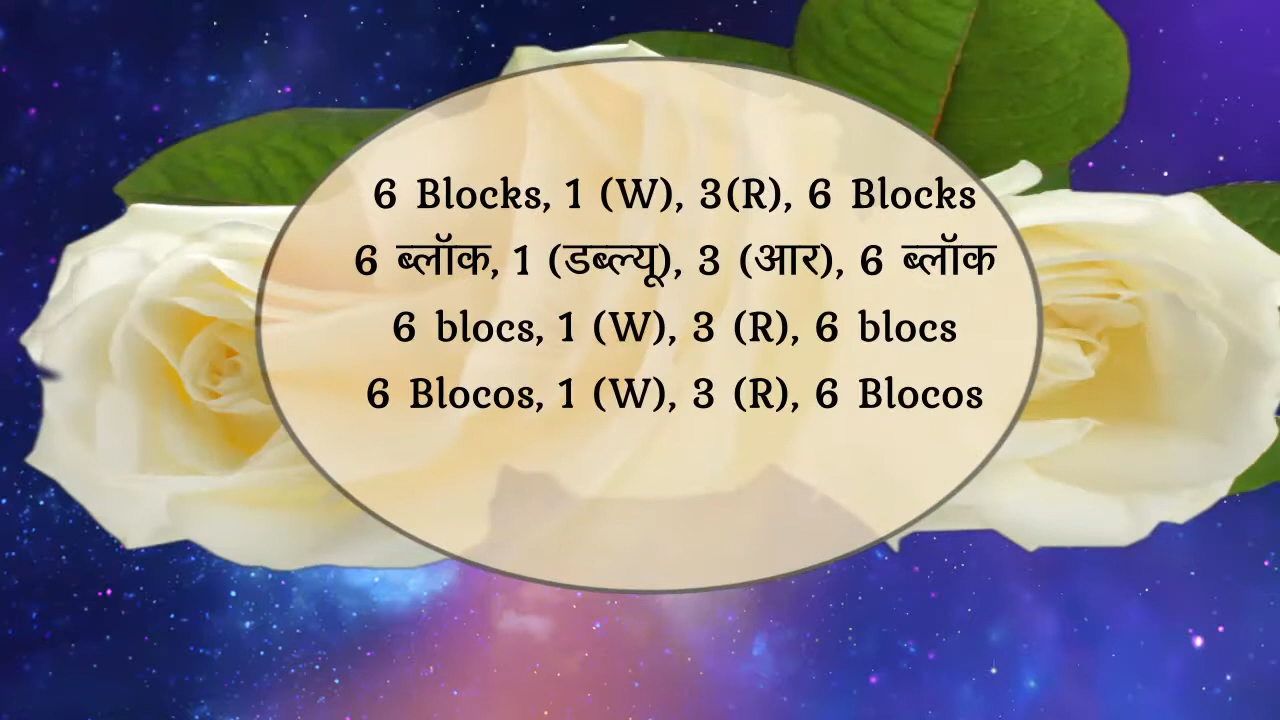 6 Blocks, 1 (W), 3(R), 6 Blocks
6 ब्लॉक, 1 (डब्ल्यू), 3 (आर), 6 ब्लॉक
6 blocs, 1 (W), 3 (R), 6 blocs
6 Blocos, 1 (W), 3 (R), 6 Blocos